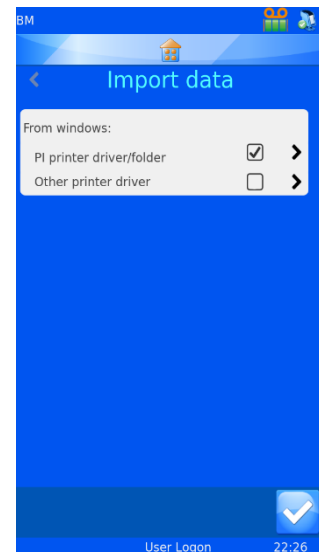 BM
Import data
From windows:
PI printer driver/folder
Other printer driver
User Logon 22:26